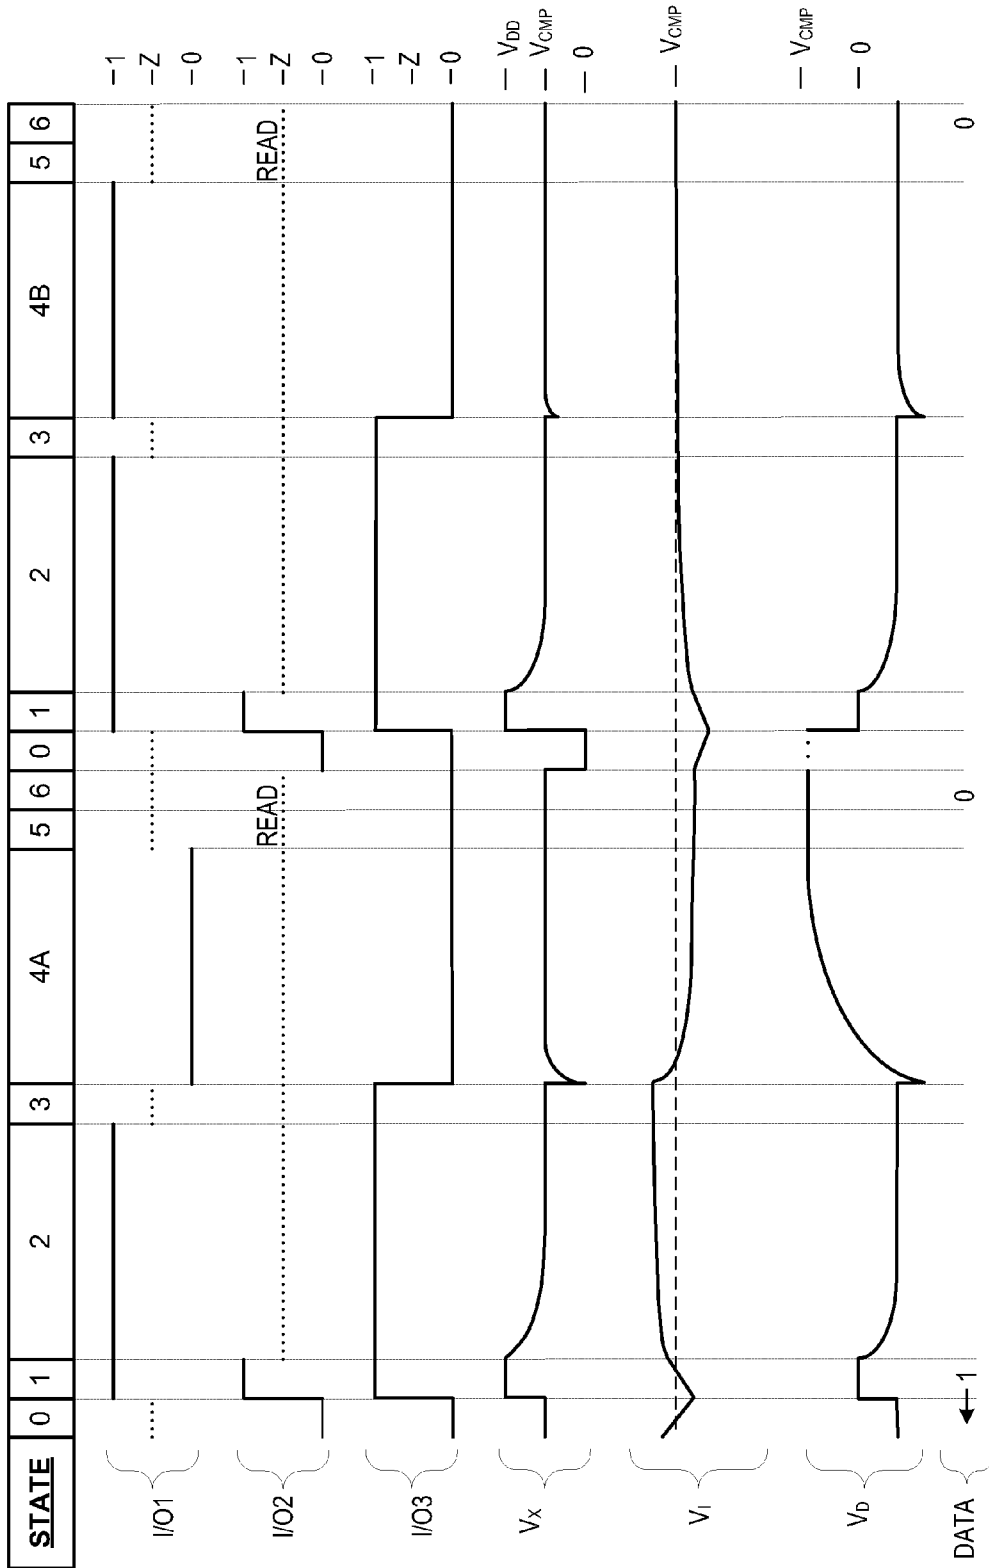 STATE 0 1 2 3 4A 5 6 0 1 2 3 4B 5 6
I/O1 – 1
– Z
– 0
I/O2 READ READ – 1
– Z
– 0
I/O3 – 1
– Z
– 0
VX – VDD
– VCMP
– 0
VI – VCMP
VD – VCMP
– 0
DATA ← 1 0 0